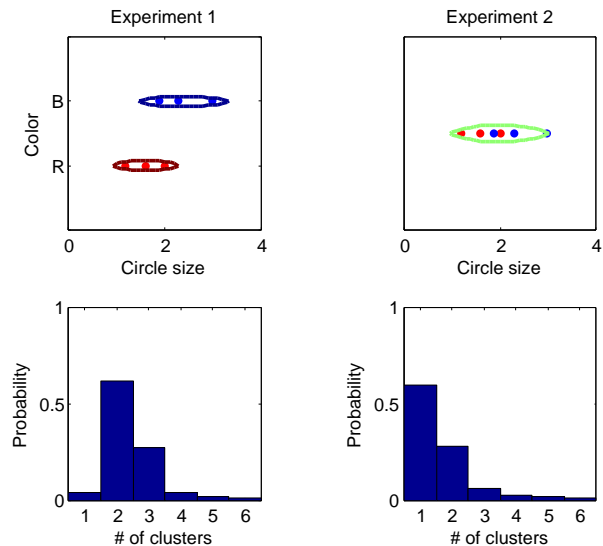 Experiment 1
Experiment 2
Color
B
R
0
2
4
Circle size
0
2
4
Circle size
Probability
1
0.5
0
1
2
3
4
5
6
# of clusters
Probability
1
0.5
0
1
2
3
4
5
6
# of clusters